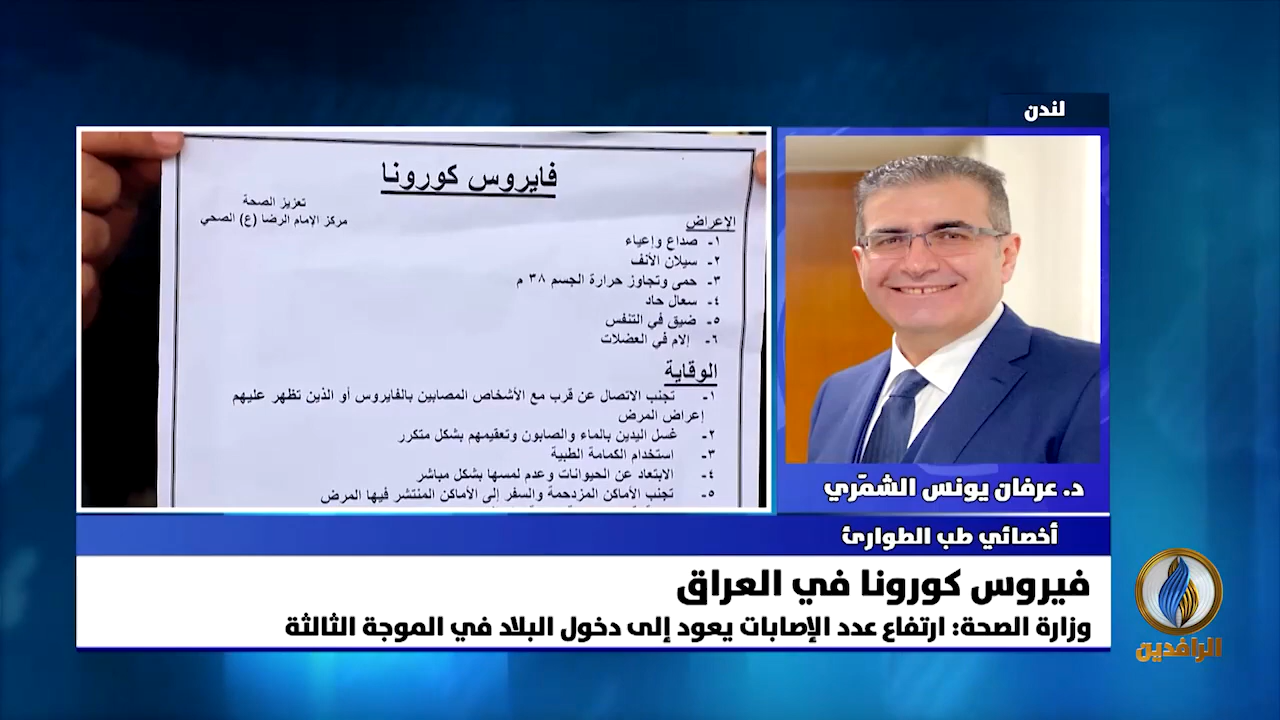 لندن
فايروس كورونا
تعزيز الصحة
مركز الإمام الرضا (ع) الصحي
الإعراض
١- صداع وإعياء
٢- سيلان الأنف
٣- حمى وتجاوز حرارة الجسم ٣٨ م
٤- سعال حاد
٥- ضيق في التنفس
٦- إلام في العضلات
الوقاية
١- تجنب الاتصال عن قرب مع الأشخاص المصابين بالفايروس أو الذين تظهر عليهم
إعراض المرض
٢- غسل اليدين بالماء والصابون وتعقيمهم بشكل متكرر
٣- استخدام الكمامة الطبية
٤- الابتعاد عن الحيوانات وعدم لمسها بشكل مباشر
٥- تجنب الأماكن المزدحمة والسفر إلى الأماكن المنتشر فيها المرض
د. عرفان يونس الشمّري
أخصائي طب الطوارئ
فيروس كورونا في العراق
وزارة الصحة: ارتفاع عدد الإصابات يعود إلى دخول البلاد في الموجة الثالثة
الرافدين